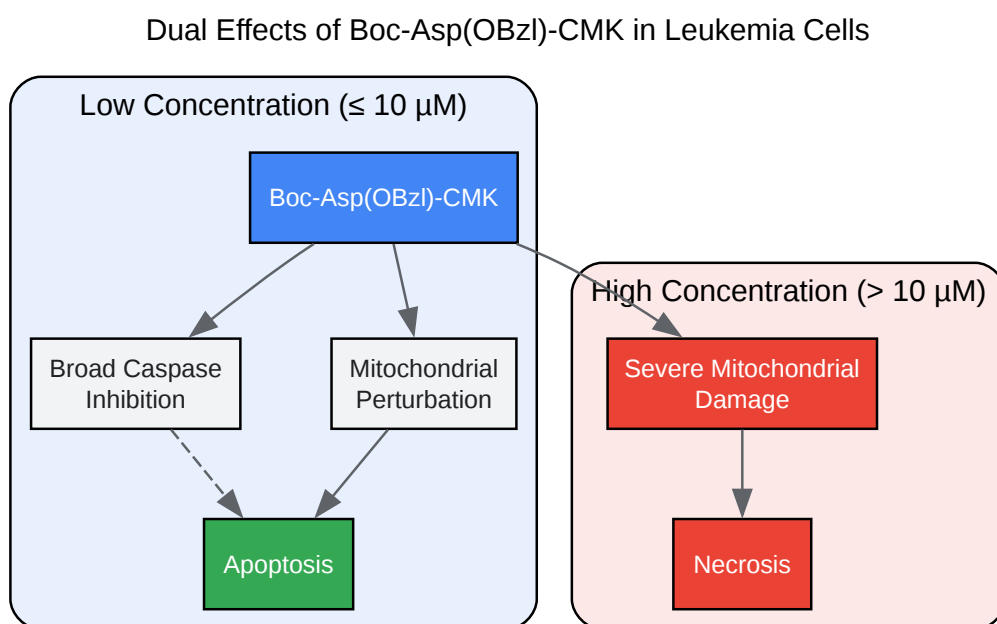 Dual Effects of Boc-Asp(OBzl)-CMK in Leukemia Cells
Low Concentration (≤ 10 µM)
Boc-Asp(OBzl)-CMK
High Concentration (> 10 µM)
Broad Caspase
Inhibition
Mitochondrial
Perturbation
Severe Mitochondrial
Damage
Apoptosis
Necrosis